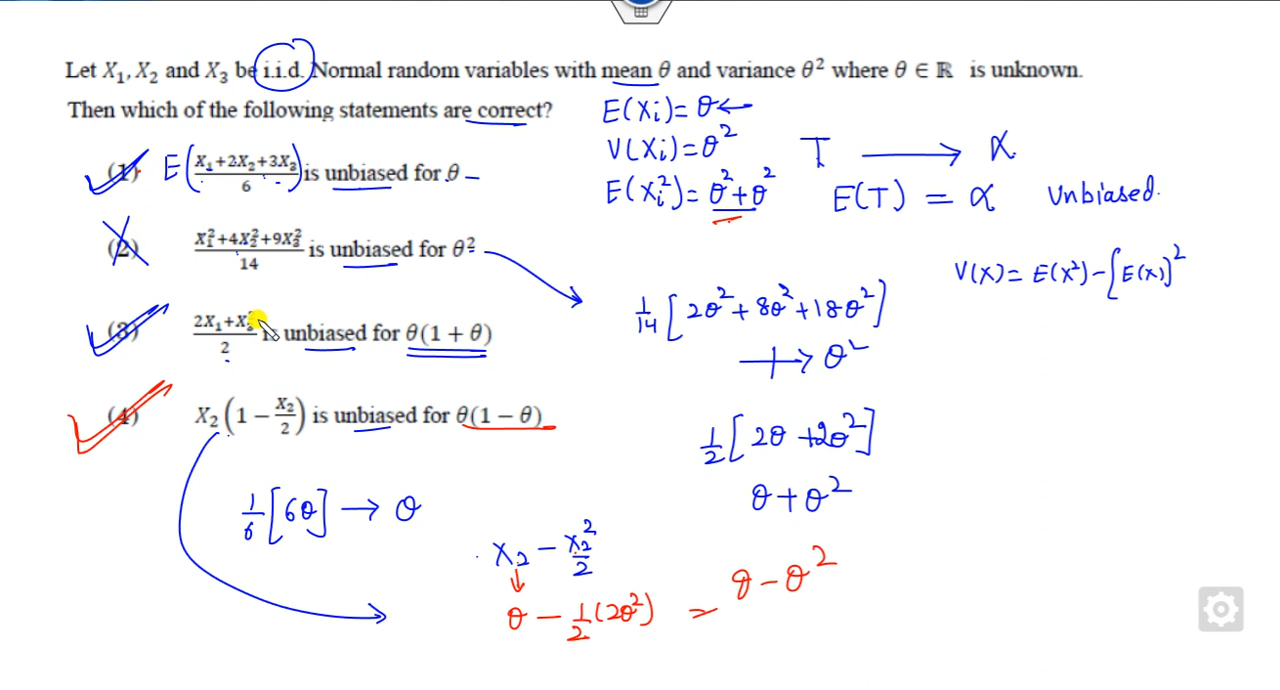 Let X₁, X₂ and X₃ be i.i.d. Normal random variables with mean θ and variance θ² where θ ∈ ℝ is unknown.
Then which of the following statements are correct?
E(Xi) = θ ←
V(Xi) = θ²
T ⟶ α
E(Xi²) = θ² + θ²
E(T) = α Unbiased.
(1) E((X₁+2X₂+3X₃)/6) is unbiased for θ –
(2) (X₁²+4X₂²+9X₃²)/14 is unbiased for θ²
V(X) = E(X²) – [E(X)]²
1/14 [2θ² + 8θ² + 18θ²]
↛ θ²
(3) is unbiased for θ(1 + θ)
(4) X₂(1 − X₂/2) is unbiased for θ(1 − θ)
1/2 [2θ + 2θ²]
θ + θ²
1/6 [6θ] → θ
X₂ – X₂²/2
θ – 1/2 (2θ²) = θ – θ²